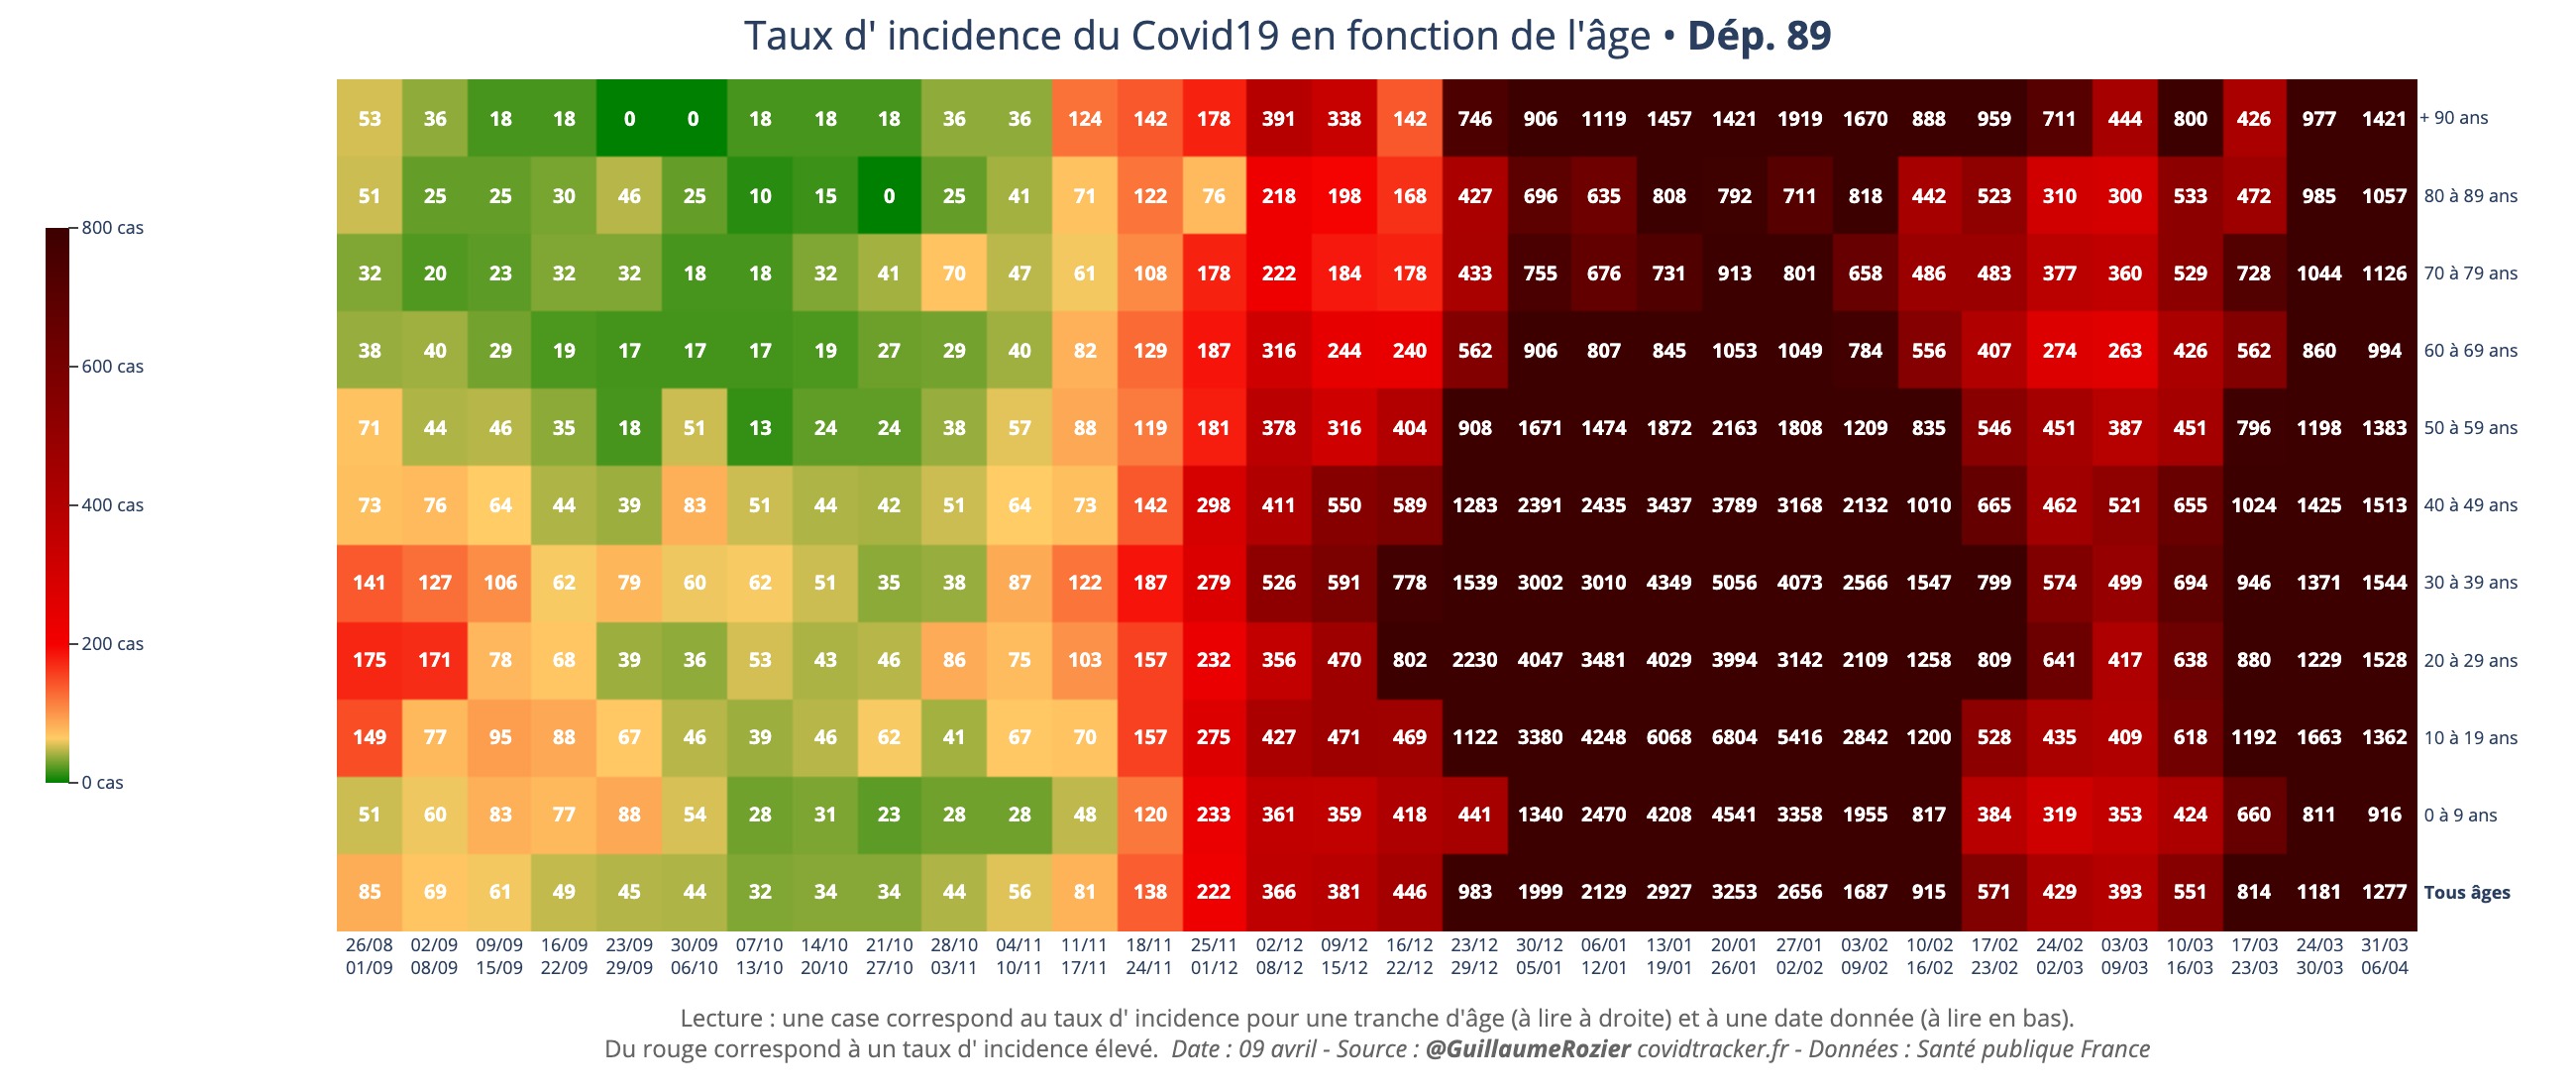 Taux d' incidence du Covid19 en fonction de l'âge • Dép. 89
53 36 18 18 0 0 18 18 18 36 36 124 142 178 391 338 142 746 906 1119 1457 1421 1919 1670 888 959 711 444 800 426 977 1421 + 90 ans
51 25 25 30 46 25 10 15 0 25 41 71 122 76 218 198 168 427 696 635 808 792 711 818 442 523 310 300 533 472 985 1057 80 à 89 ans
800 cas
32 20 23 32 32 18 18 32 41 70 47 61 108 178 222 184 178 433 755 676 731 913 801 658 486 483 377 360 529 728 1044 1126 70 à 79 ans
38 40 29 19 17 17 17 19 27 29 40 82 129 187 316 244 240 562 906 807 845 1053 1049 784 556 407 274 263 426 562 860 994 60 à 69 ans
600 cas
71 44 46 35 18 51 13 24 24 38 57 88 119 181 378 316 404 908 1671 1474 1872 2163 1808 1209 835 546 451 387 451 796 1198 1383 50 à 59 ans
400 cas
73 76 64 44 39 83 51 44 42 51 64 73 142 298 411 550 589 1283 2391 2435 3437 3789 3168 2132 1010 665 462 521 655 1024 1425 1513 40 à 49 ans
141 127 106 62 79 60 62 51 35 38 87 122 187 279 526 591 778 1539 3002 3010 4349 5056 4073 2566 1547 799 574 499 694 946 1371 1544 30 à 39 ans
200 cas
175 171 78 68 39 36 53 43 46 86 75 103 157 232 356 470 802 2230 4047 3481 4029 3994 3142 2109 1258 809 641 417 638 880 1229 1528 20 à 29 ans
149 77 95 88 67 46 39 46 62 41 67 70 157 275 427 471 469 1122 3380 4248 6068 6804 5416 2842 1200 528 435 409 618 1192 1663 1362 10 à 19 ans
0 cas
51 60 83 77 88 54 28 31 23 28 28 48 120 233 361 359 418 441 1340 2470 4208 4541 3358 1955 817 384 319 353 424 660 811 916 0 à 9 ans
85 69 61 49 45 44 32 34 34 44 56 81 138 222 366 381 446 983 1999 2129 2927 3253 2656 1687 915 571 429 393 551 814 1181 1277 Tous âges
26/08 02/09 09/09 16/09 23/09 30/09 07/10 14/10 21/10 28/10 04/11 11/11 18/11 25/11 02/12 09/12 16/12 23/12 30/12 06/01 13/01 20/01 27/01 03/02 10/02 17/02 24/02 03/03 10/03 17/03 24/03 31/03
01/09 08/09 15/09 22/09 29/09 06/10 13/10 20/10 27/10 03/11 10/11 17/11 24/11 01/12 08/12 15/12 22/12 29/12 05/01 12/01 19/01 26/01 02/02 09/02 16/02 23/02 02/03 09/03 16/03 23/03 30/03 06/04
Lecture : une case correspond au taux d' incidence pour une tranche d'âge (à lire à droite) et à une date donnée (à lire en bas).
Du rouge correspond à un taux d' incidence élevé. Date : 09 avril - Source : @GuillaumeRozier covidtracker.fr - Données : Santé publique France